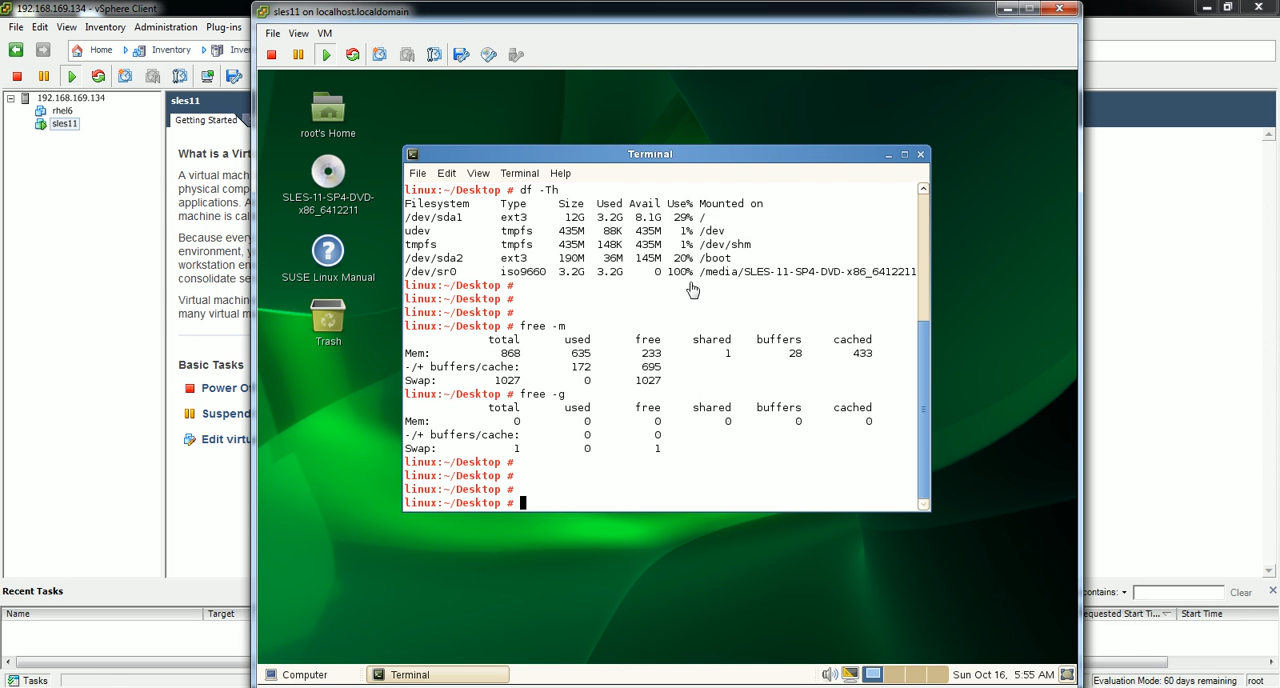 192.168.169.134 - vSphere Client
File Edit View Inventory Administration Plug-ins
Home Inventory
192.168.169.134
rhel6
sles11
sles11
Getting Started
What is a Virt
A virtual mach
physical comp
applications. A
machine is cal
Because every
environment, y
workstation en
consolidate se
Virtual machin
many virtual m
Basic Tasks
Power Of
Suspend
Edit virtu
sles11 on localhost.localdomain
File View VM
root's Home
SLES-11-SP4-DVD-
x86_6412211
SUSE Linux Manual
Trash
Terminal
File Edit View Terminal Help
linux:~/Desktop # df -Th
Filesystem Type Size Used Avail Use% Mounted on
/dev/sda1 ext3 12G 3.2G 8.1G 29% /
udev tmpfs 435M 88K 435M 1% /dev
tmpfs tmpfs 435M 148K 435M 1% /dev/shm
/dev/sda2 ext3 190M 36M 145M 20% /boot
/dev/sr0 iso9660 3.2G 3.2G 0 100% /media/SLES-11-SP4-DVD-x86_6412211
linux:~/Desktop #
linux:~/Desktop #
linux:~/Desktop #
linux:~/Desktop # free -m
total used free shared buffers cached
Mem: 868 635 233 1 28 433
-/+ buffers/cache: 172 695
Swap: 1027 0 1027
linux:~/Desktop # free -g
total used free shared buffers cached
Mem: 0 0 0 0 0 0
-/+ buffers/cache: 0 0
Swap: 1 0 1
linux:~/Desktop #
linux:~/Desktop #
linux:~/Desktop #
linux:~/Desktop #
Computer Terminal Sun Oct 16, 5:55 AM
Recent Tasks
contains: Clear
Name Target equested Start Ti... Start Time
Tasks Evaluation Mode: 60 days remaining root